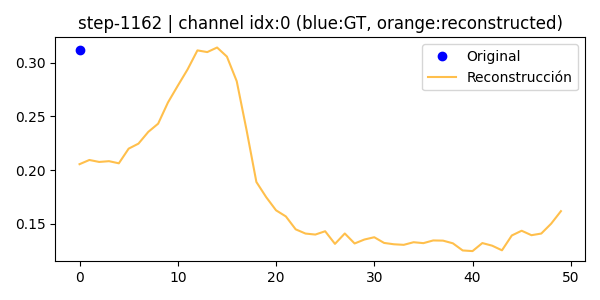 step-1162 | channel idx:0 (blue:GT, orange:reconstructed)
Original
Reconstrucción
0.30
0.25
0.20
0.15
0 10 20 30 40 50